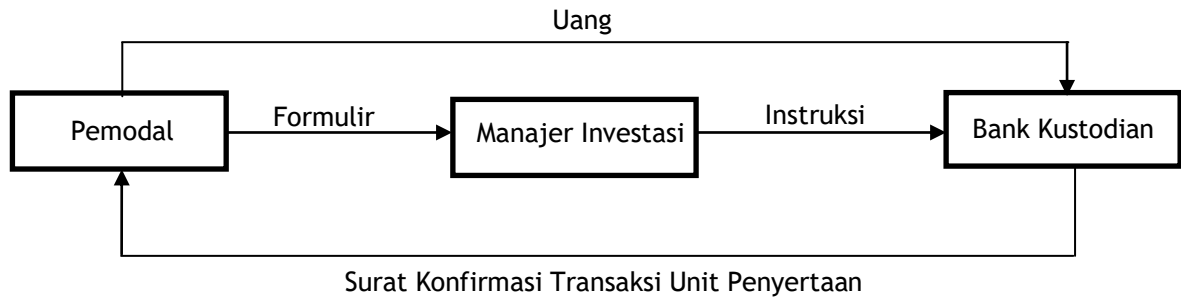 Uang
Pemodal
Formulir
Manajer Investasi
Instruksi
Bank Kustodian
Surat Konfirmasi Transaksi Unit Penyertaan